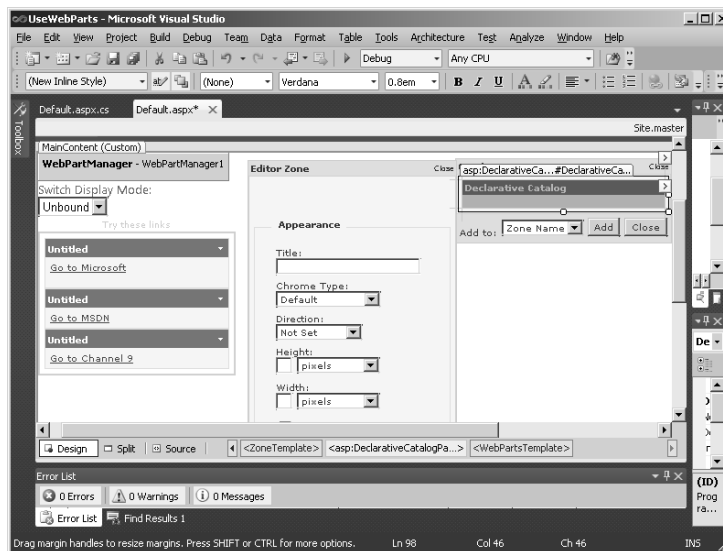 UseWebParts - Microsoft Visual Studio
File Edit View Project Build Debug Team Data Format Table Tools Architecture Test Analyze Window Help
Debug Any CPU
(New Inline Style) (None) Verdana 0.8em B I U A
Toolbox
Default.aspx.cs Default.aspx*
Site.master
MainContent (Custom)
WebPartManager - WebPartManager1
Switch Display Mode:
Unbound
Try these links
Untitled
Go to Microsoft
Untitled
Go to MSDN
Untitled
Go to Channel 9
Editor Zone Close
Appearance
Title:
Chrome Type:
Default
Direction:
Not Set
Height:
pixels
Width:
pixels
asp:DeclarativeCa...#DeclarativeCa... Close
Declarative Catalog
Add to: Zone Name Add Close
Design Split Source <ZoneTemplate> <asp:DeclarativeCatalogPa...> <WebPartsTemplate>
De
(ID)
Prog
ra...
Error List
0 Errors 0 Warnings 0 Messages
Error List Find Results 1
Drag margin handles to resize margins. Press SHIFT or CTRL for more options. Ln 98 Col 46 Ch 46 INS